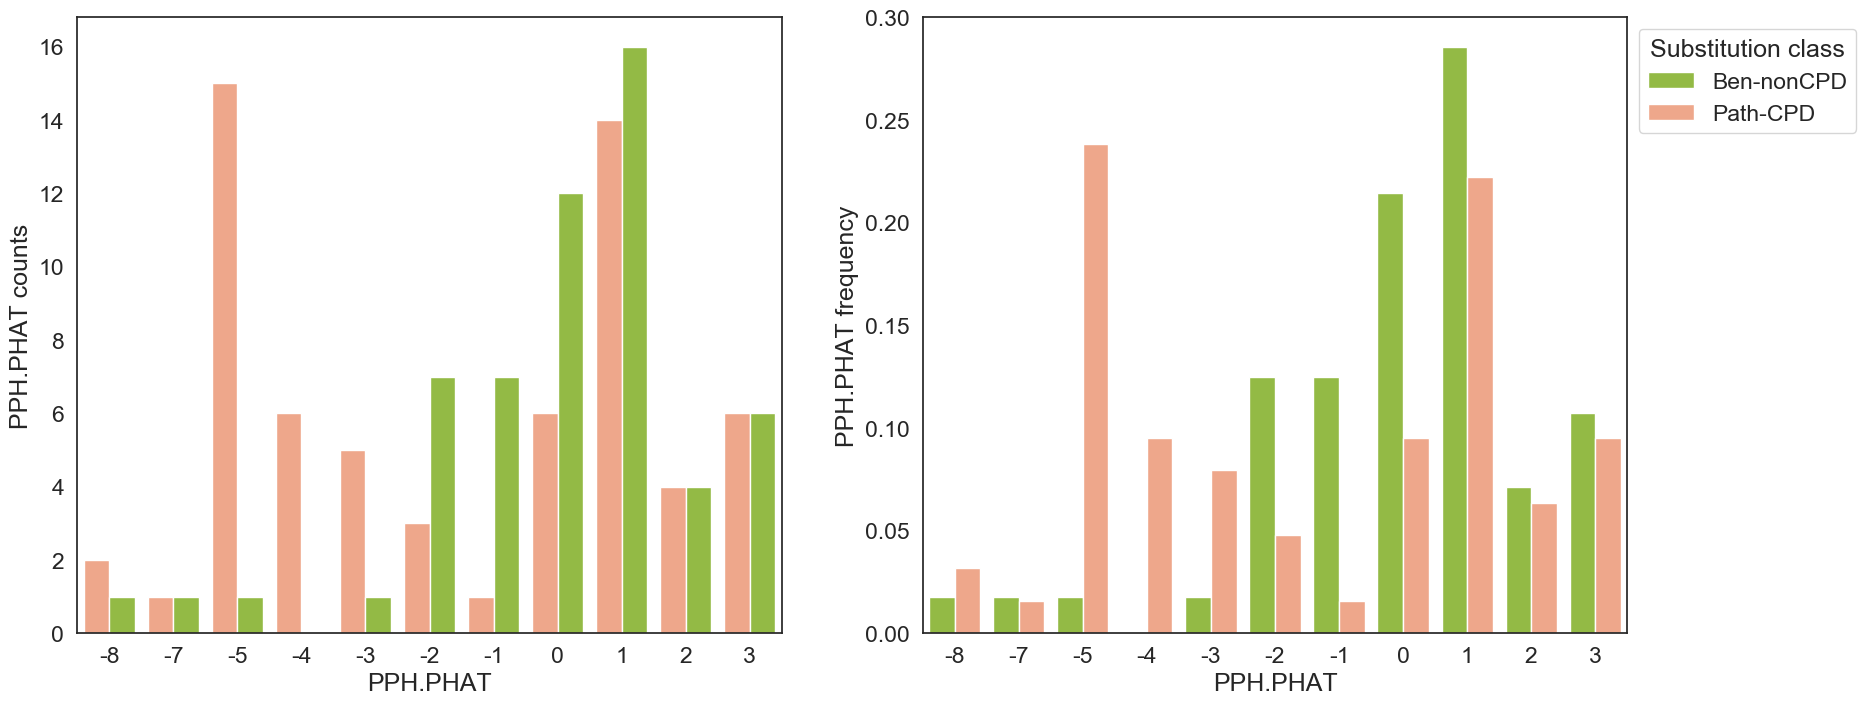 PPH.PHAT counts
16
14
12
10
8
6
4
2
0
-8 -7 -5 -4 -3 -2 -1 0 1 2 3
PPH.PHAT
PPH.PHAT frequency
0.30
0.25
0.20
0.15
0.10
0.05
0.00
-8 -7 -5 -4 -3 -2 -1 0 1 2 3
PPH.PHAT
Substitution class
Ben-nonCPD
Path-CPD